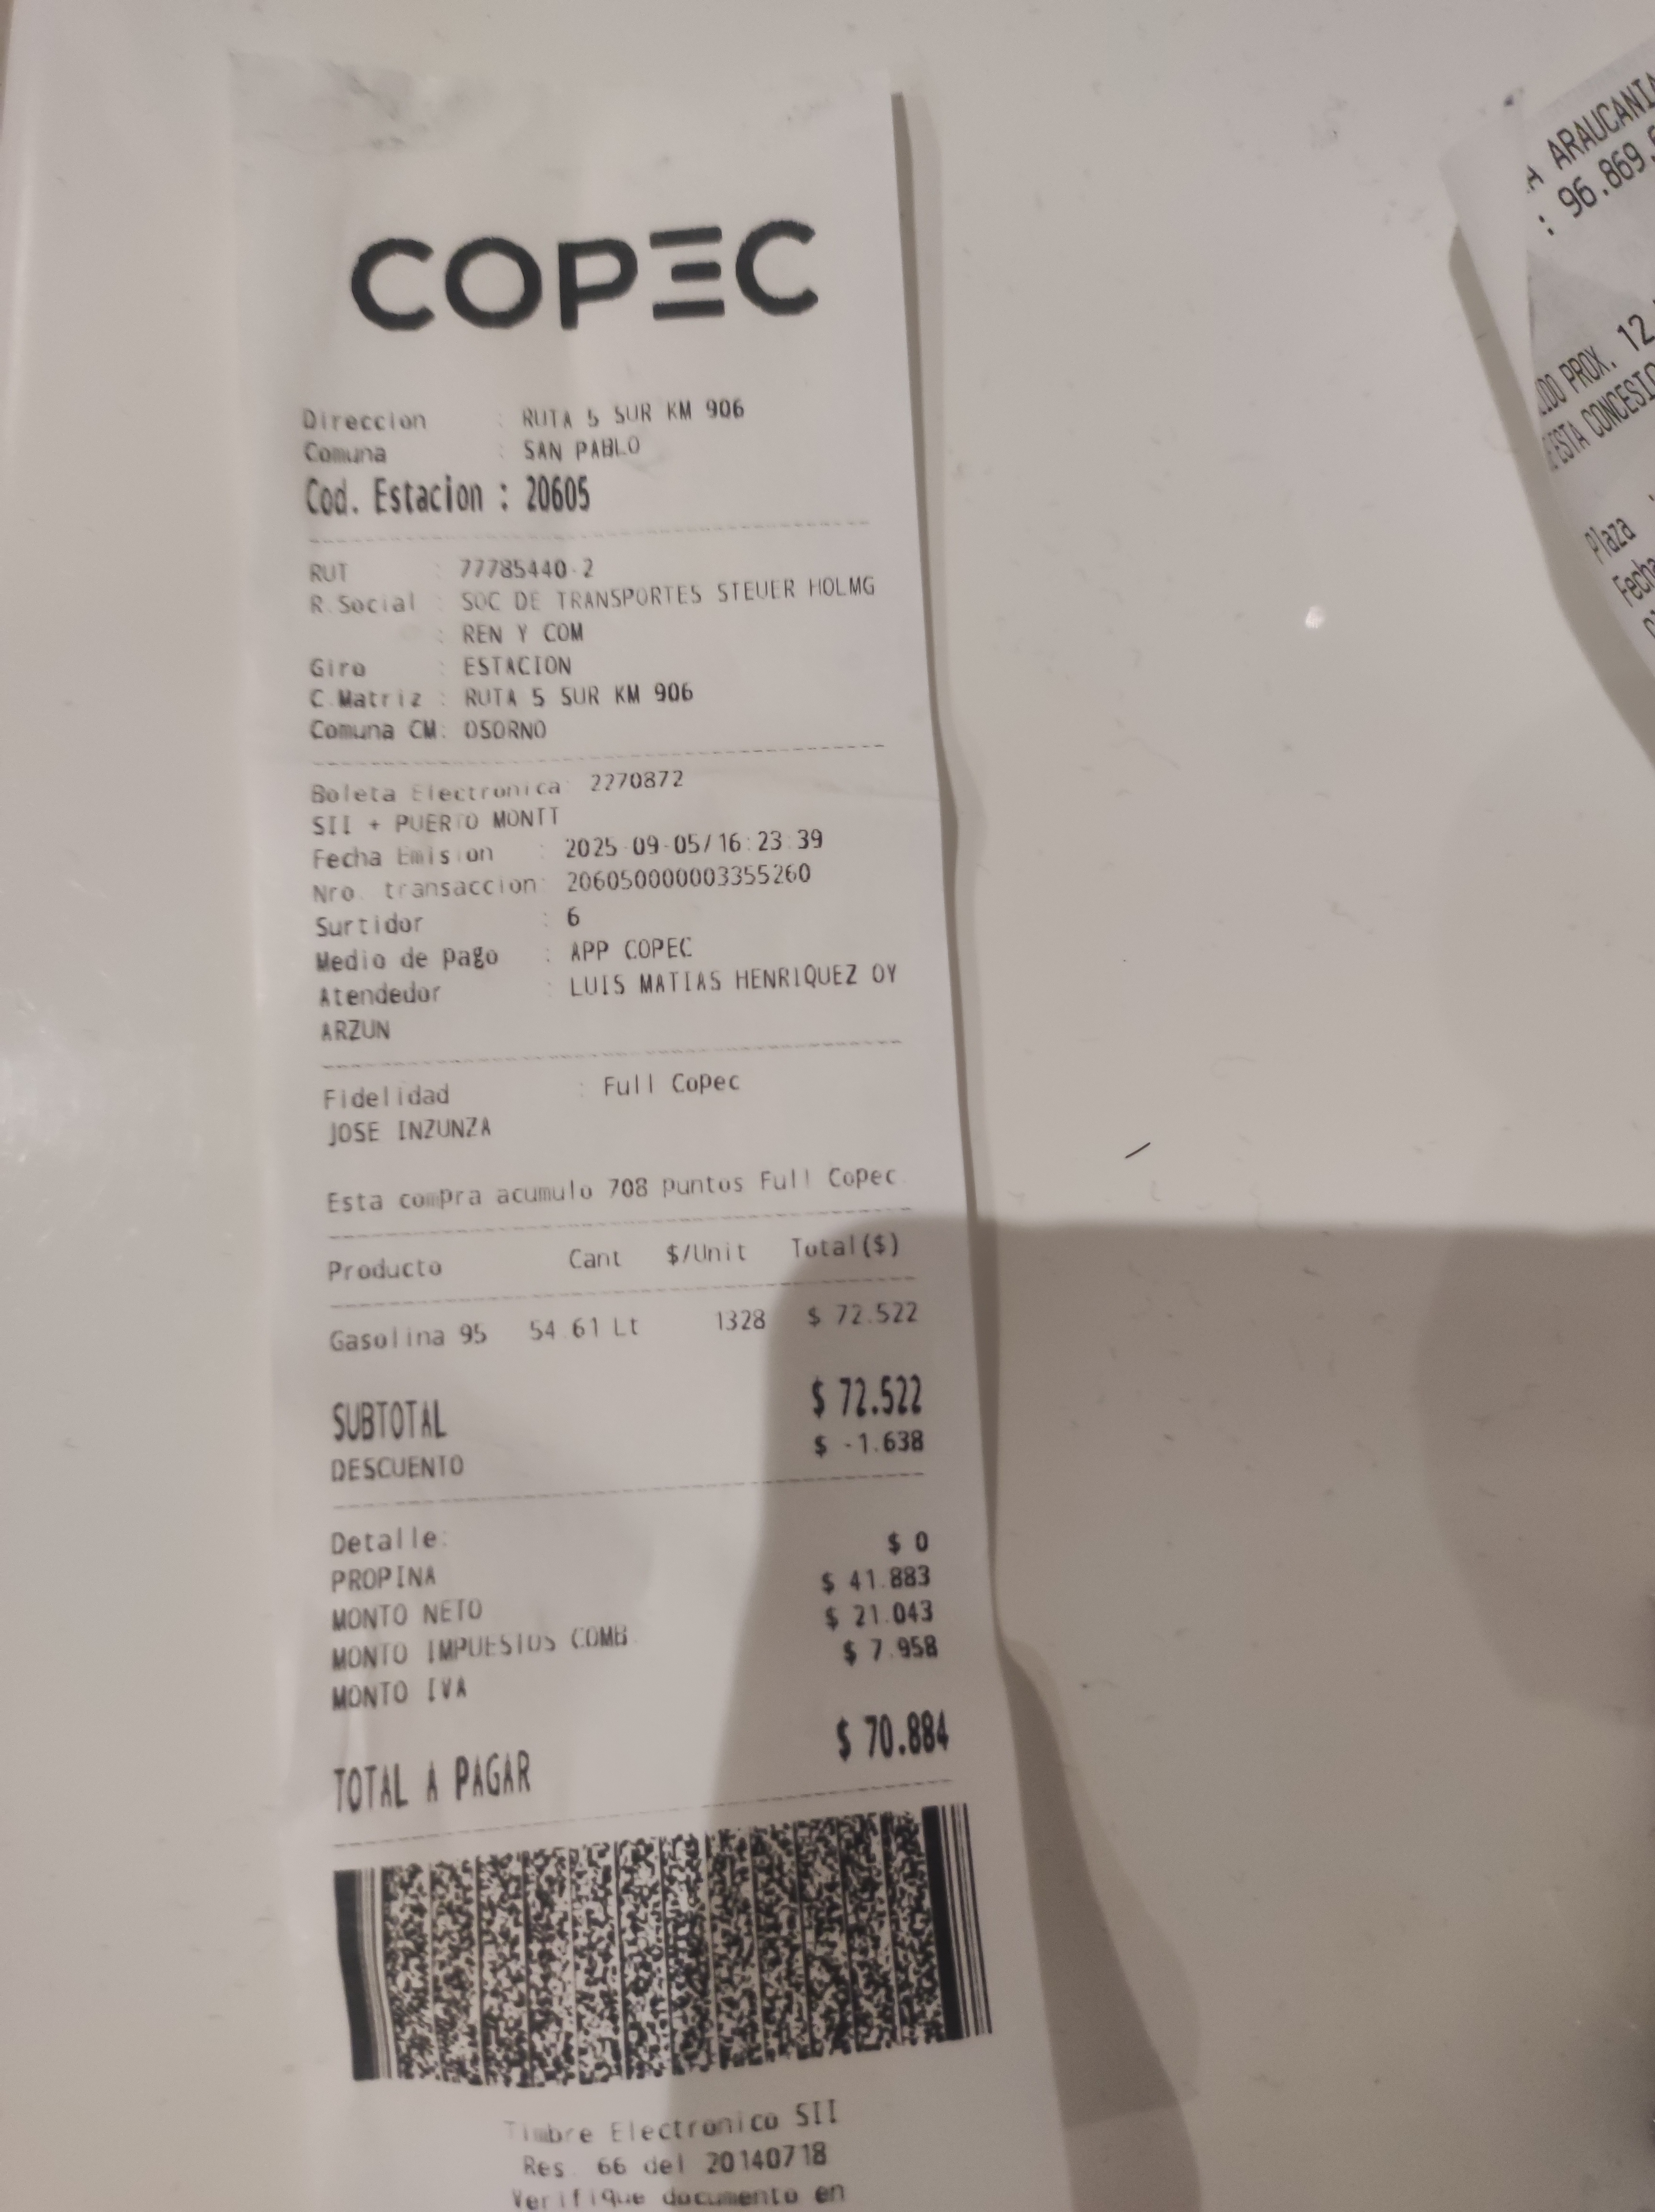 COPEC
Direccion : RUTA 5 SUR KM 906
Comuna : SAN PABLO
Cod. Estacion : 20605
RUT : 77785440-2
R.Social : SOC DE TRANSPORTES STEUER HOLMG
: REN Y COM
Giro : ESTACION
C.Matriz : RUTA 5 SUR KM 906
Comuna CM: OSORNO
Boleta Electronica: 2270872
SII + PUERTO MONTT
Fecha Emision : 2025-09-05/16:23:39
Nro. transaccion: 206050000003355260
Surtidor : 6
Medio de pago : APP COPEC
Atendedor : LUIS MATIAS HENRIQUEZ OY
ARZUN
Fidelidad : Full Copec
JOSE INZUNZA
Esta compra acumulo 708 puntos Full Copec
Producto Cant $/Unit Total($)
Gasolina 95 54.61 Lt 1328 $ 72.522
SUBTOTAL $ 72.522
DESCUENTO $ -1.638
Detalle:
PROPINA $ 0
MONTO NETO $ 41.883
MONTO IMPUESTOS COMB. $ 21.043
MONTO IVA $ 7.958
TOTAL A PAGAR $ 70.884
Timbre Electronico SII
Res. 66 del 20140718
Verifique documento en
ARAUCANIA
: 96.869.
PROX. 12
ESTA
Plaza
Fecha